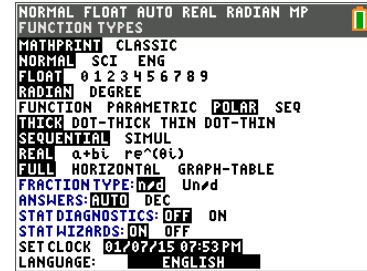 NORMAL FLOAT AUTO REAL RADIAN MP
FUNCTION TYPES
MATHPRINT CLASSIC
NORMAL SCI ENG
FLOAT 0 1 2 3 4 5 6 7 8 9
RADIAN DEGREE
FUNCTION PARAMETRIC POLAR SEQ
THICK DOT-THICK THIN DOT-THIN
SEQUENTIAL SIMUL
REAL a+bi re^(θi)
FULL HORIZONTAL GRAPH-TABLE
FRACTION TYPE: n/d Un/d
ANSWERS: AUTO DEC
STAT DIAGNOSTICS: OFF ON
STAT WIZARDS: ON OFF
SET CLOCK 01/07/15 07:53 PM
LANGUAGE: ENGLISH